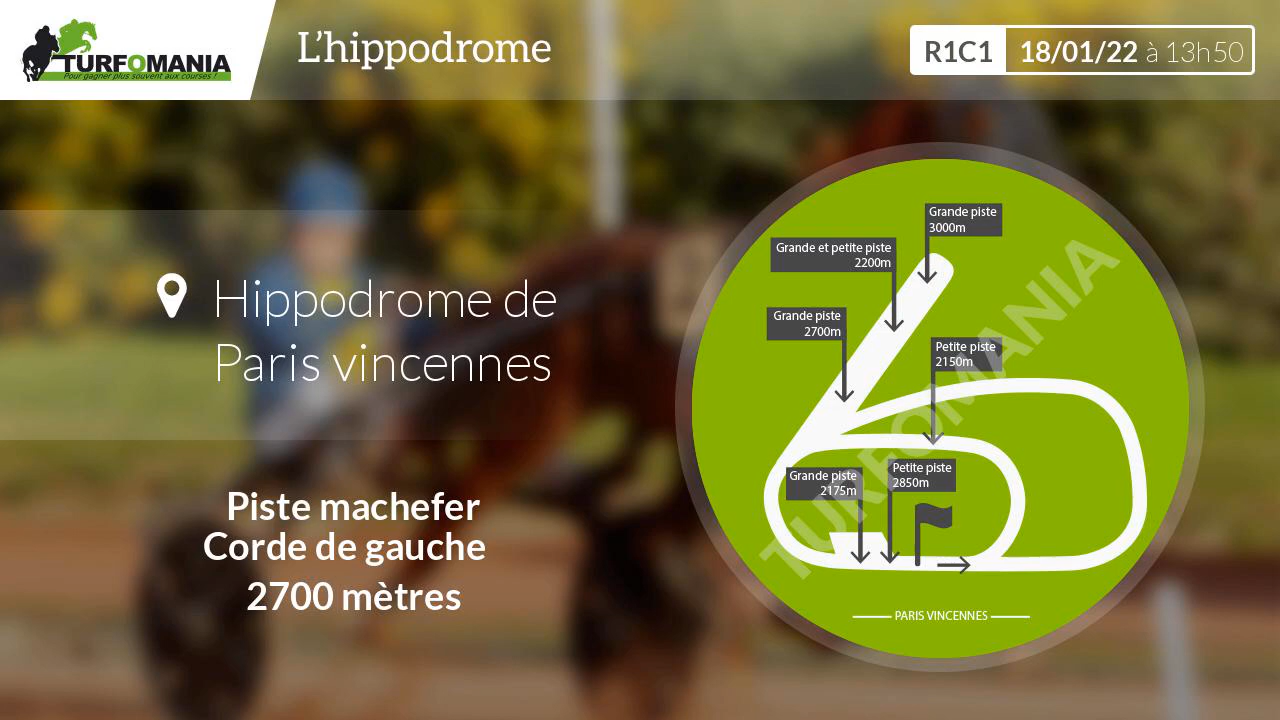 TURFOMANIA
Pour gagner plus souvent aux courses !
L'hippodrome
R1C1 18/01/22 à 13h50
Hippodrome de
Paris vincennes
Piste machefer
Corde de gauche
2700 mètres
Grande piste
3000m
Grande et petite piste
2200m
Grande piste
2700m
Petite piste
2150m
Grande piste
2175m
Petite piste
2850m
TURFOMANIA
PARIS VINCENNES